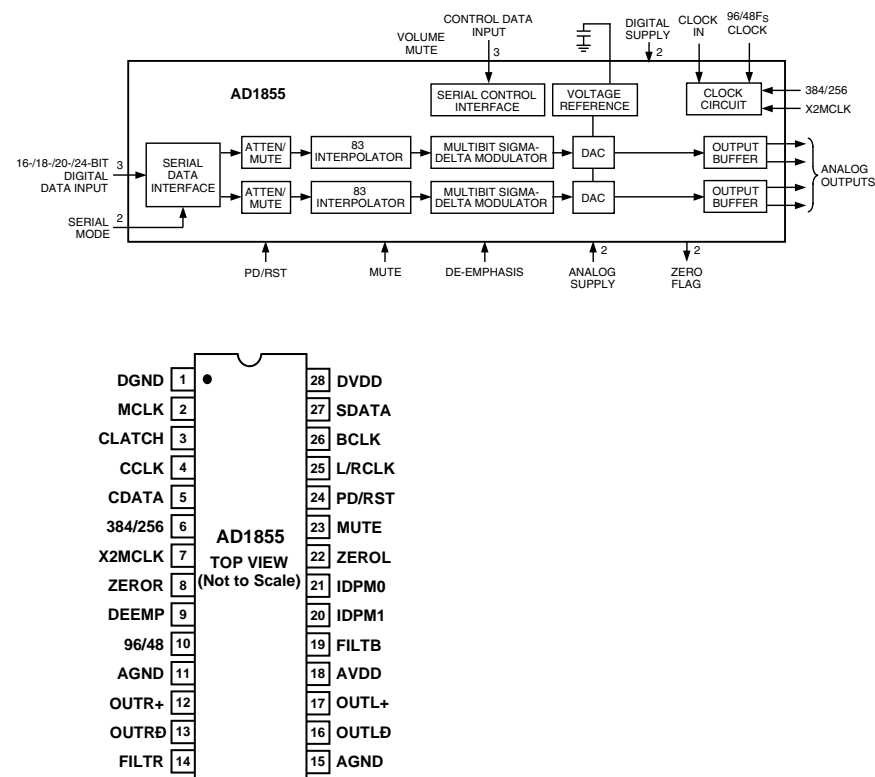 VOLUME
MUTE
CONTROL DATA
INPUT
3
DIGITAL
SUPPLY
2
CLOCK
IN
96/48FS
CLOCK
AD1855
SERIAL CONTROL
INTERFACE
VOLTAGE
REFERENCE
CLOCK
CIRCUIT
384/256
X2MCLK
16-/18-/20-/24-BIT
DIGITAL
DATA INPUT
3
SERIAL
DATA
INTERFACE
ATTEN/
MUTE
83
INTERPOLATOR
MULTIBIT SIGMA-
DELTA MODULATOR
DAC
OUTPUT
BUFFER
ATTEN/
MUTE
83
INTERPOLATOR
MULTIBIT SIGMA-
DELTA MODULATOR
DAC
OUTPUT
BUFFER
ANALOG
OUTPUTS
SERIAL
MODE
2
PD/RST
MUTE
DE-EMPHASIS
ANALOG
SUPPLY
2
ZERO
FLAG
2
DGND 1 28 DVDD
MCLK 2 27 SDATA
CLATCH 3 26 BCLK
CCLK 4 25 L/RCLK
CDATA 5 24 PD/RST
384/256 6 23 MUTE
AD1855
X2MCLK 7 22 ZEROL
TOP VIEW
(Not to Scale)
ZEROR 8 21 IDPM0
DEEMP 9 20 IDPM1
96/48 10 19 FILTB
AGND 11 18 AVDD
OUTR+ 12 17 OUTL+
OUTRÐ 13 16 OUTLÐ
FILTR 14 15 AGND